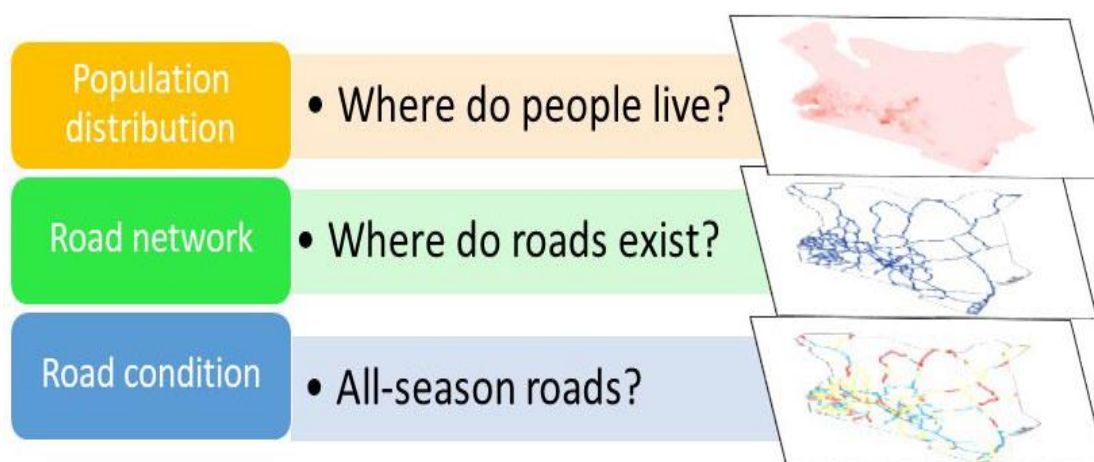 Population
distribution
• Where do people live?
Road network
• Where do roads exist?
Road condition
• All-season roads?